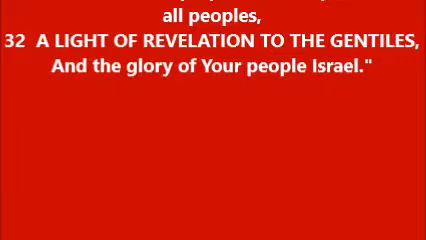 all peoples,
32 A LIGHT OF REVELATION TO THE GENTILES,
And the glory of Your people Israel."